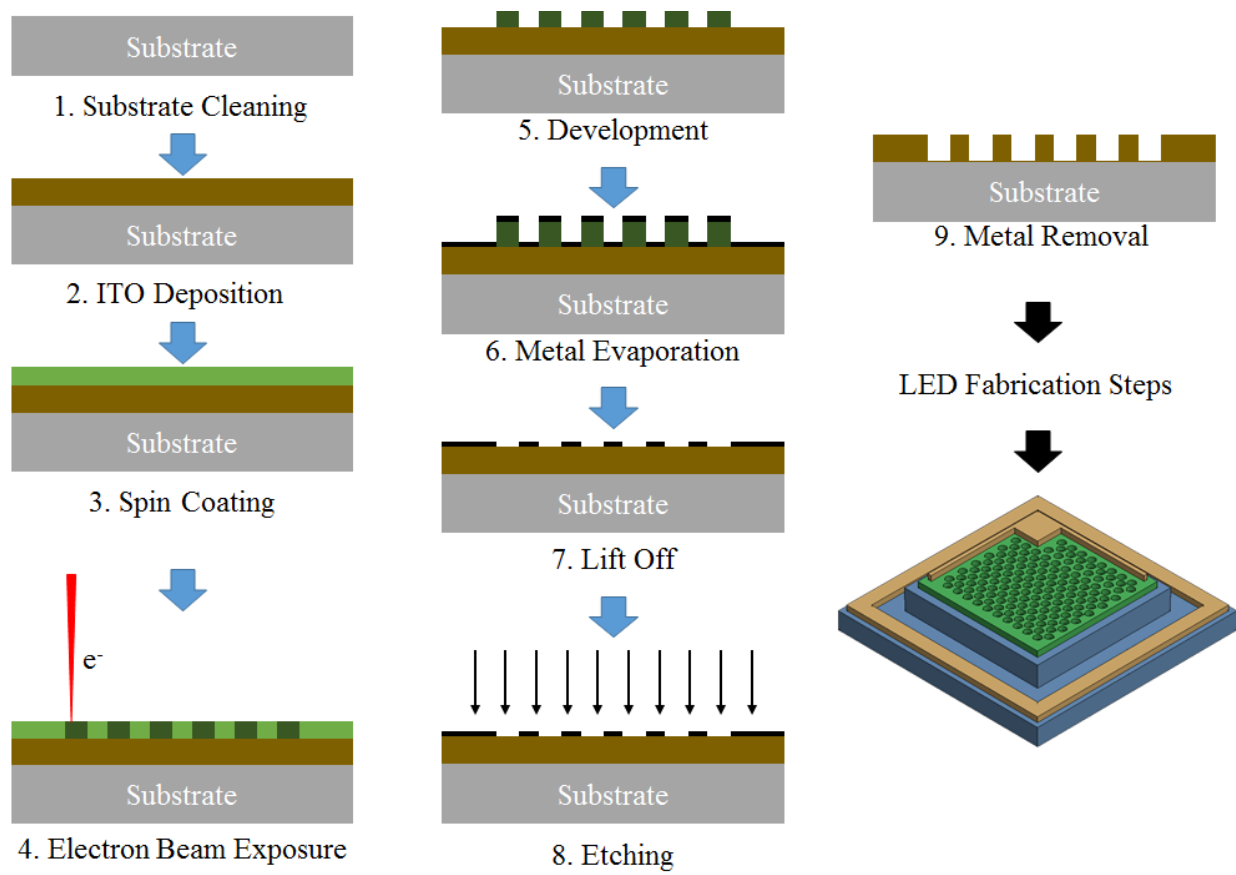 Substrate
1. Substrate Cleaning
Substrate
2. ITO Deposition
Substrate
3. Spin Coating
e-
Substrate
4. Electron Beam Exposure
Substrate
5. Development
Substrate
6. Metal Evaporation
Substrate
7. Lift Off
Substrate
8. Etching
Substrate
9. Metal Removal
LED Fabrication Steps